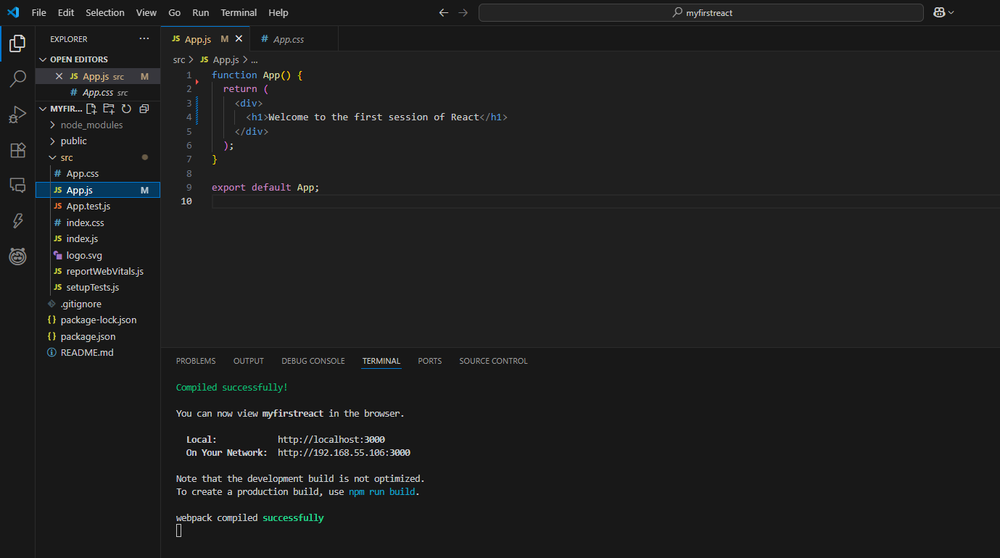 File Edit Selection View Go Run Terminal Help
myfirstreact
EXPLORER ...
OPEN EDITORS
JS App.js src M
# App.css src
MYFIR...
node_modules
public
src
# App.css
JS App.js M
JS App.test.js
# index.css
JS index.js
logo.svg
JS reportWebVitals.js
JS setupTests.js
.gitignore
{} package-lock.json
{} package.json
README.md
JS App.js M
# App.css
src > JS App.js > ...
1 function App() {
2 return (
3 <div>
4 <h1>Welcome to the first session of React</h1>
5 </div>
6 );
7 }
8
9 export default App;
10
PROBLEMS OUTPUT DEBUG CONSOLE TERMINAL PORTS SOURCE CONTROL
Compiled successfully!
You can now view myfirstreact in the browser.
Local: http://localhost:3000
On Your Network: http://192.168.55.106:3000
Note that the development build is not optimized.
To create a production build, use npm run build.
webpack compiled successfully